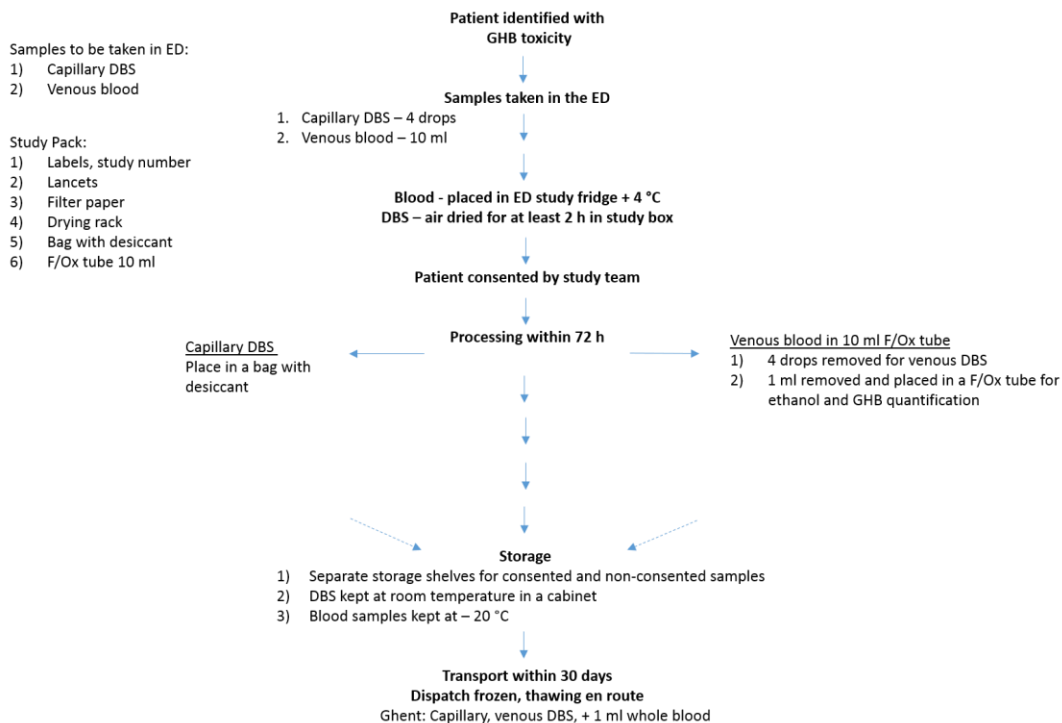 Patient identified with
GHB toxicity
Samples to be taken in ED:
1) Capillary DBS
2) Venous blood
Samples taken in the ED
1. Capillary DBS – 4 drops
2. Venous blood – 10 ml
Study Pack:
1) Labels, study number
2) Lancets
3) Filter paper
4) Drying rack
5) Bag with desiccant
6) F/Ox tube 10 ml
Blood - placed in ED study fridge + 4 °C
DBS – air dried for at least 2 h in study box
Patient consented by study team
Processing within 72 h
Capillary DBS
Place in a bag with
desiccant
Venous blood in 10 ml F/Ox tube
1) 4 drops removed for venous DBS
2) 1 ml removed and placed in a F/Ox tube for
ethanol and GHB quantification
Storage
1) Separate storage shelves for consented and non-consented samples
2) DBS kept at room temperature in a cabinet
3) Blood samples kept at – 20 °C
Transport within 30 days
Dispatch frozen, thawing en route
Ghent: Capillary, venous DBS, + 1 ml whole blood